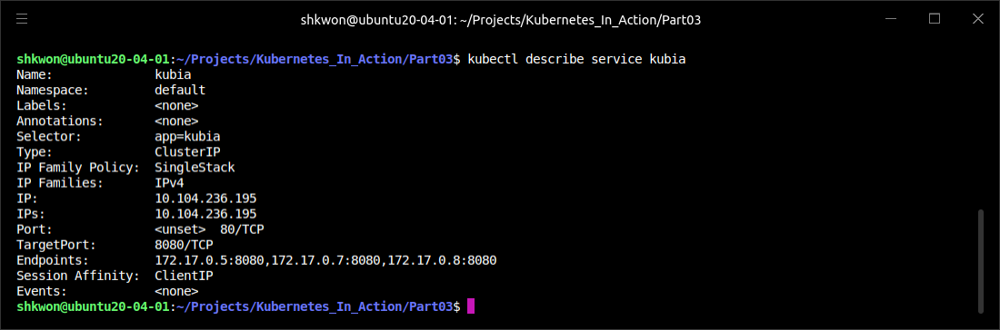 shkwon@ubuntu20-04-01: ~/Projects/Kubernetes_In_Action/Part03
shkwon@ubuntu20-04-01:~/Projects/Kubernetes_In_Action/Part03$ kubectl describe service kubia
Name:              kubia
Namespace:         default
Labels:            <none>
Annotations:       <none>
Selector:          app=kubia
Type:              ClusterIP
IP Family Policy:  SingleStack
IP Families:       IPv4
IP:                10.104.236.195
IPs:               10.104.236.195
Port:              <unset>  80/TCP
TargetPort:        8080/TCP
Endpoints:         172.17.0.5:8080,172.17.0.7:8080,172.17.0.8:8080
Session Affinity:  ClientIP
Events:            <none>
shkwon@ubuntu20-04-01:~/Projects/Kubernetes_In_Action/Part03$